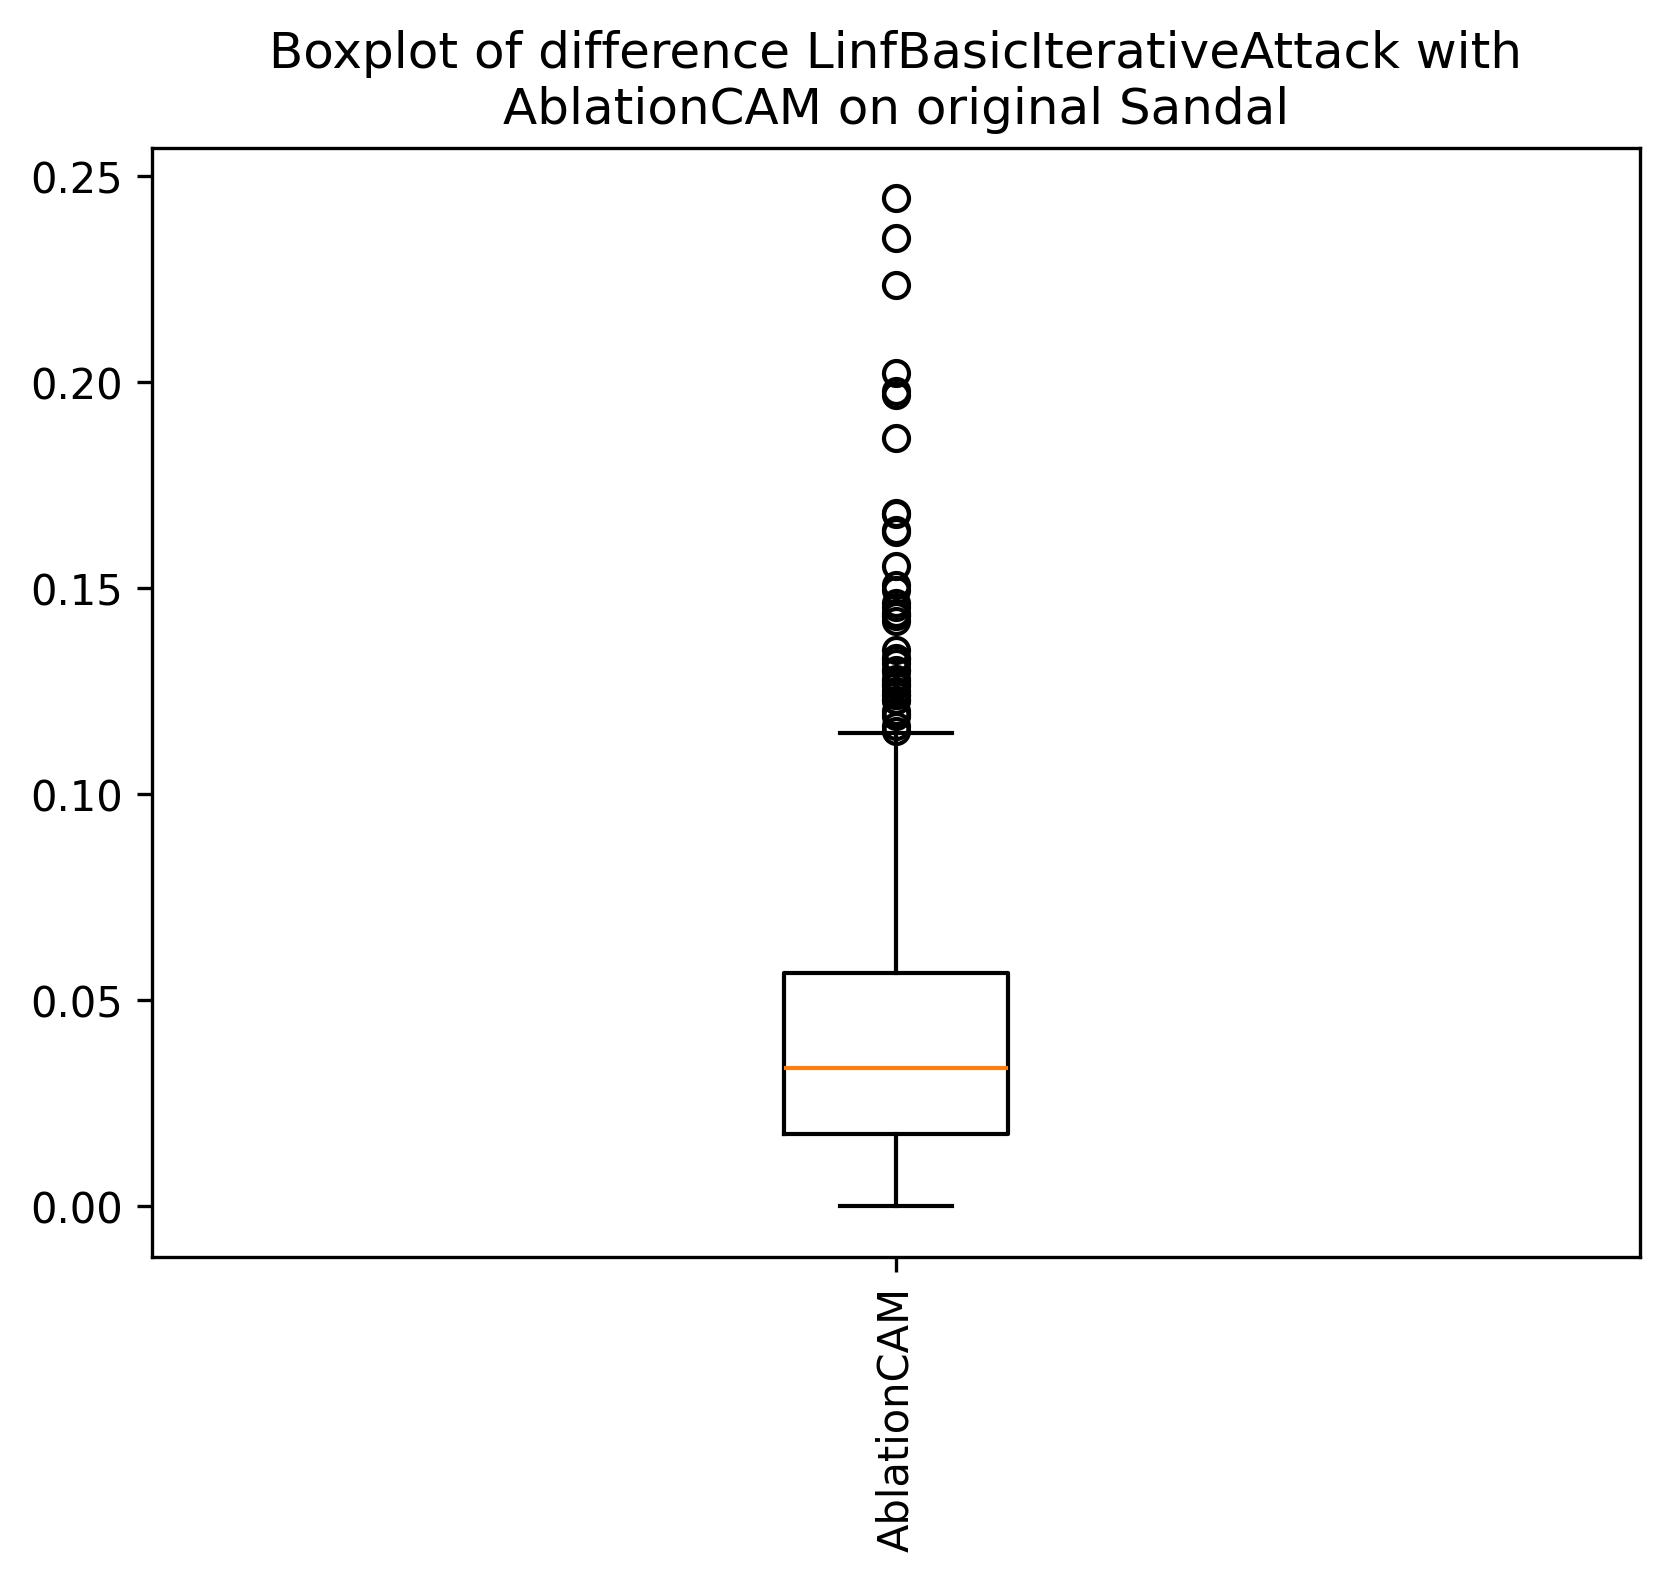 Boxplot of difference LinfBasicIterativeAttack with
AblationCAM on original Sandal
0.25
0.20
0.15
0.10
0.05
0.00
AblationCAM